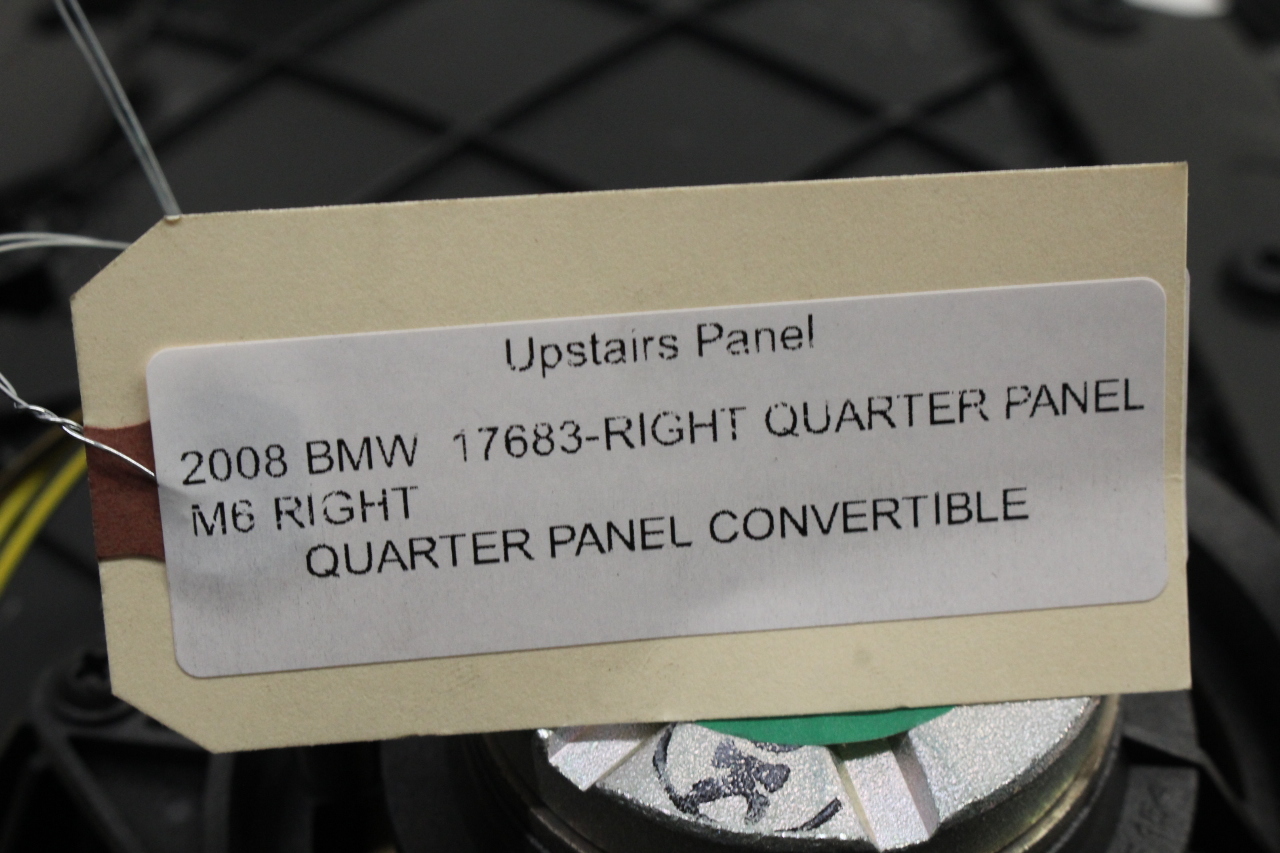 Upstairs Panel
2008 BMW 17683-RIGHT QUARTER PANEL
M6 RIGHT
QUARTER PANEL CONVERTIBLE